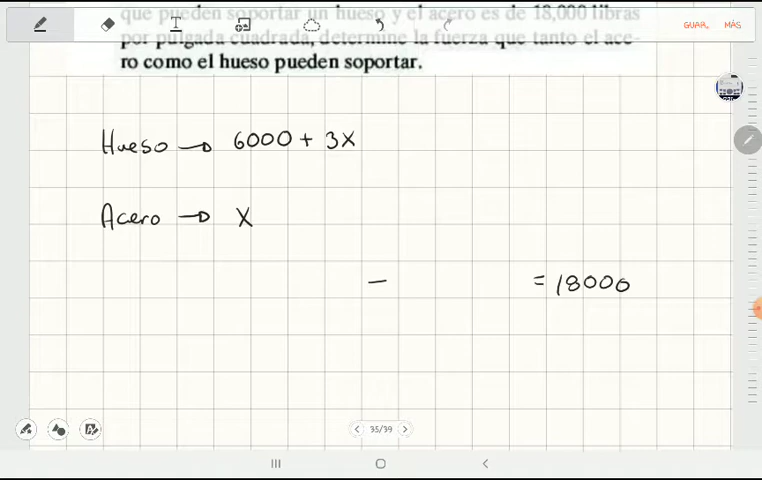 que pueden soportar un hueso y el acero es de 18,000 libras
por pulgada cuadrada, determine la fuerza que tanto el ace-
ro como el hueso pueden soportar.
GUAR. MÁS
Hueso → 6000 + 3X
Acero → X
− = 18000
35/39